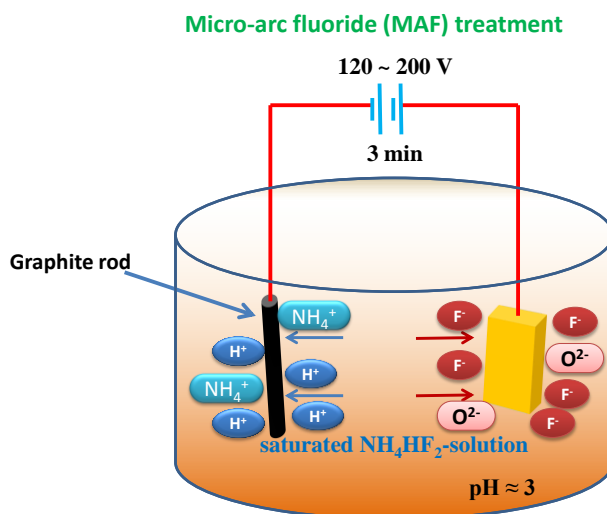 Micro-arc fluoride (MAF) treatment
120 ~ 200 V
3 min
Graphite rod
NH₄⁺
F⁻
F⁻
H⁺
O²⁻
H⁺
F⁻
NH₄⁺
F⁻
H⁺
H⁺
O²⁻
F⁻
saturated NH₄HF₂-solution
pH ≈ 3